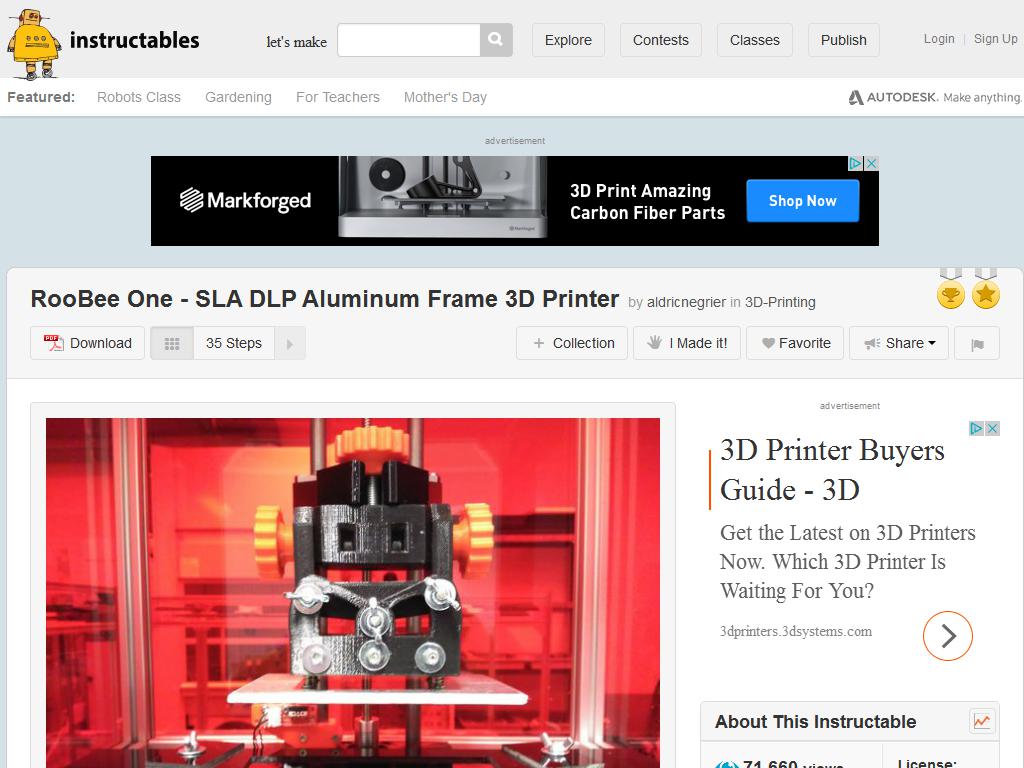 instructables
let's make
Explore
Contests
Classes
Publish
Login | Sign Up
Featured: Robots Class Gardening For Teachers Mother's Day
AUTODESK. Make anything.
advertisement
Markforged
3D Print Amazing
Carbon Fiber Parts
Shop Now
RooBee One - SLA DLP Aluminum Frame 3D Printer by aldricnegrier in 3D-Printing
PDF Download
35 Steps
+ Collection
I Made it!
Favorite
Share
advertisement
3D Printer Buyers
Guide - 3D
Get the Latest on 3D Printers
Now. Which 3D Printer Is
Waiting For You?
3dprinters.3dsystems.com
About This Instructable
71,660 views
License: